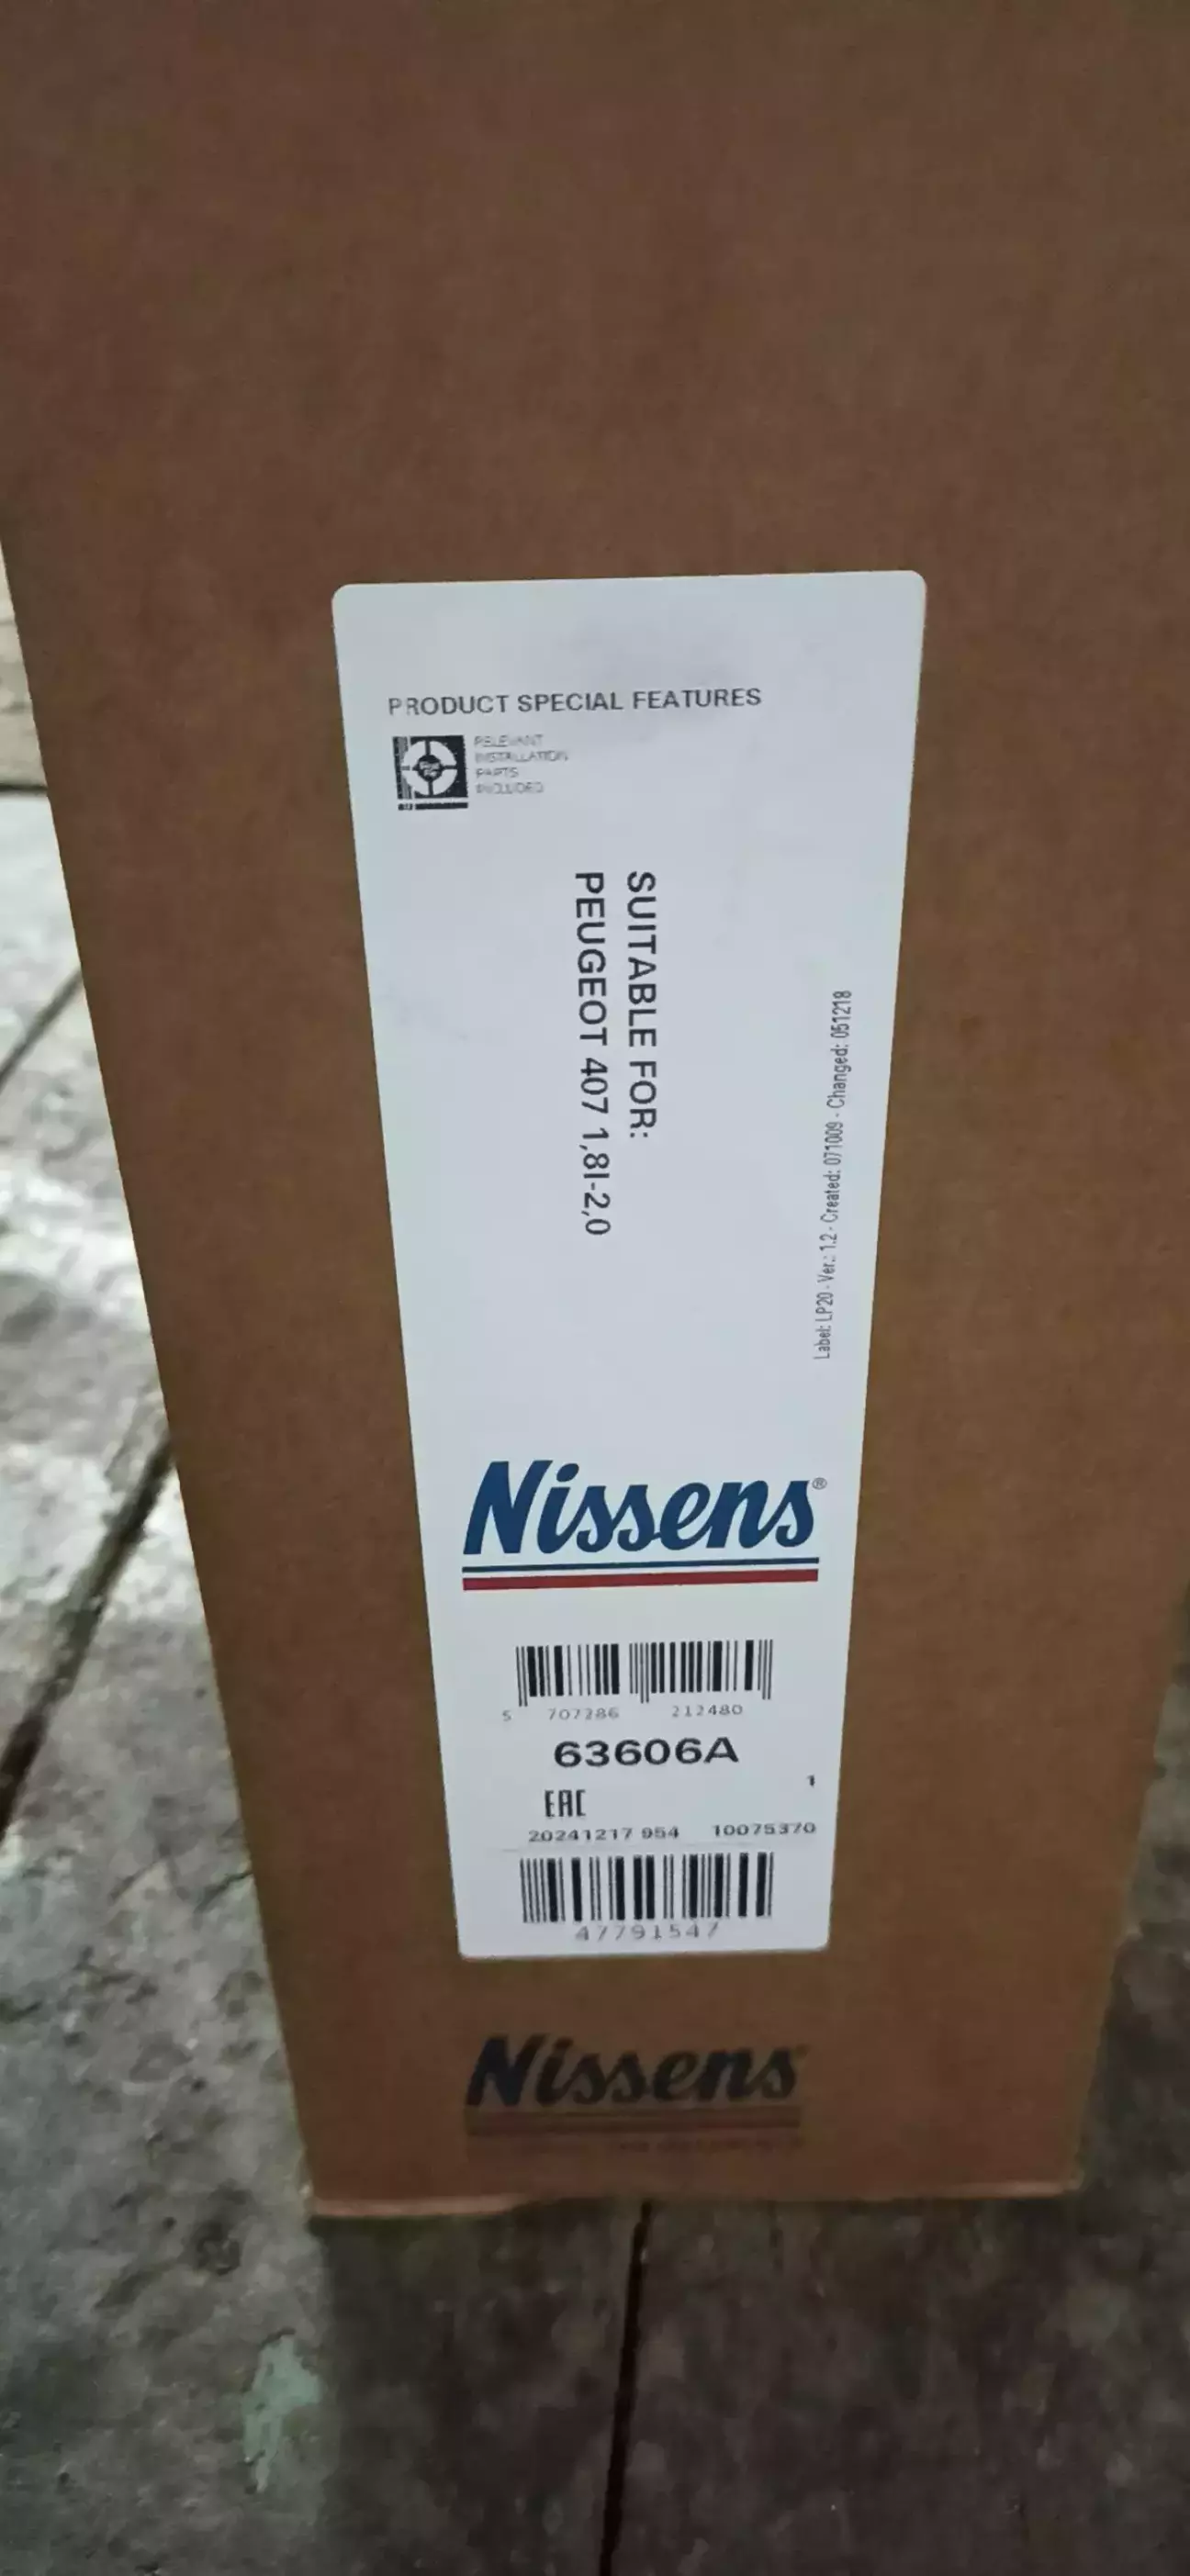 PRODUCT SPECIAL FEATURES
RELEVANT
INSTALLATION
PARTS
INCLUDED
SUITABLE FOR:
PEUGEOT 407 1,8I-2,0
Label: LP20 - Ver.: 1.2 - Created: 071009 - Changed: 051218
Nissens®
5 707286 212480
63606A
1
EAC
20241217 954 10075370
47791547
Nissens